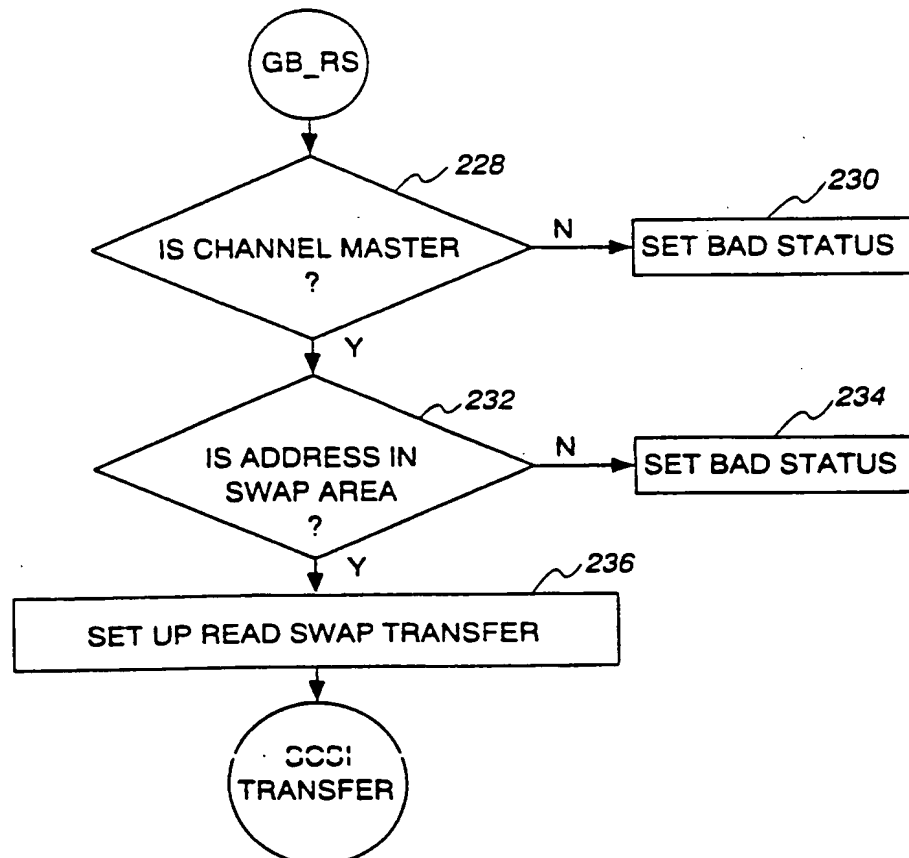 GB_RS
228
IS CHANNEL MASTER
?
N
230
SET BAD STATUS
Y
232
IS ADDRESS IN
SWAP AREA
?
N
234
SET BAD STATUS
Y
236
SET UP READ SWAP TRANSFER
SCSI
TRANSFER